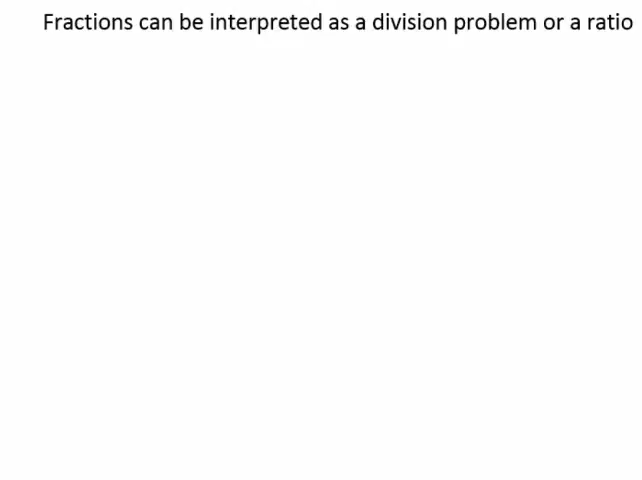 Fractions can be interpreted as a division problem or a ratio